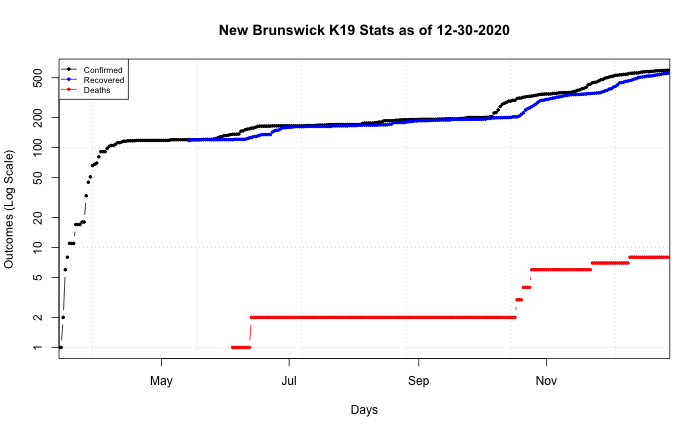 New Brunswick K19 Stats as of 12-30-2020
Confirmed
Recovered
Deaths
Outcomes (Log Scale)
500
200
100
50
20
10
5
2
1
May Jul Sep Nov
Days